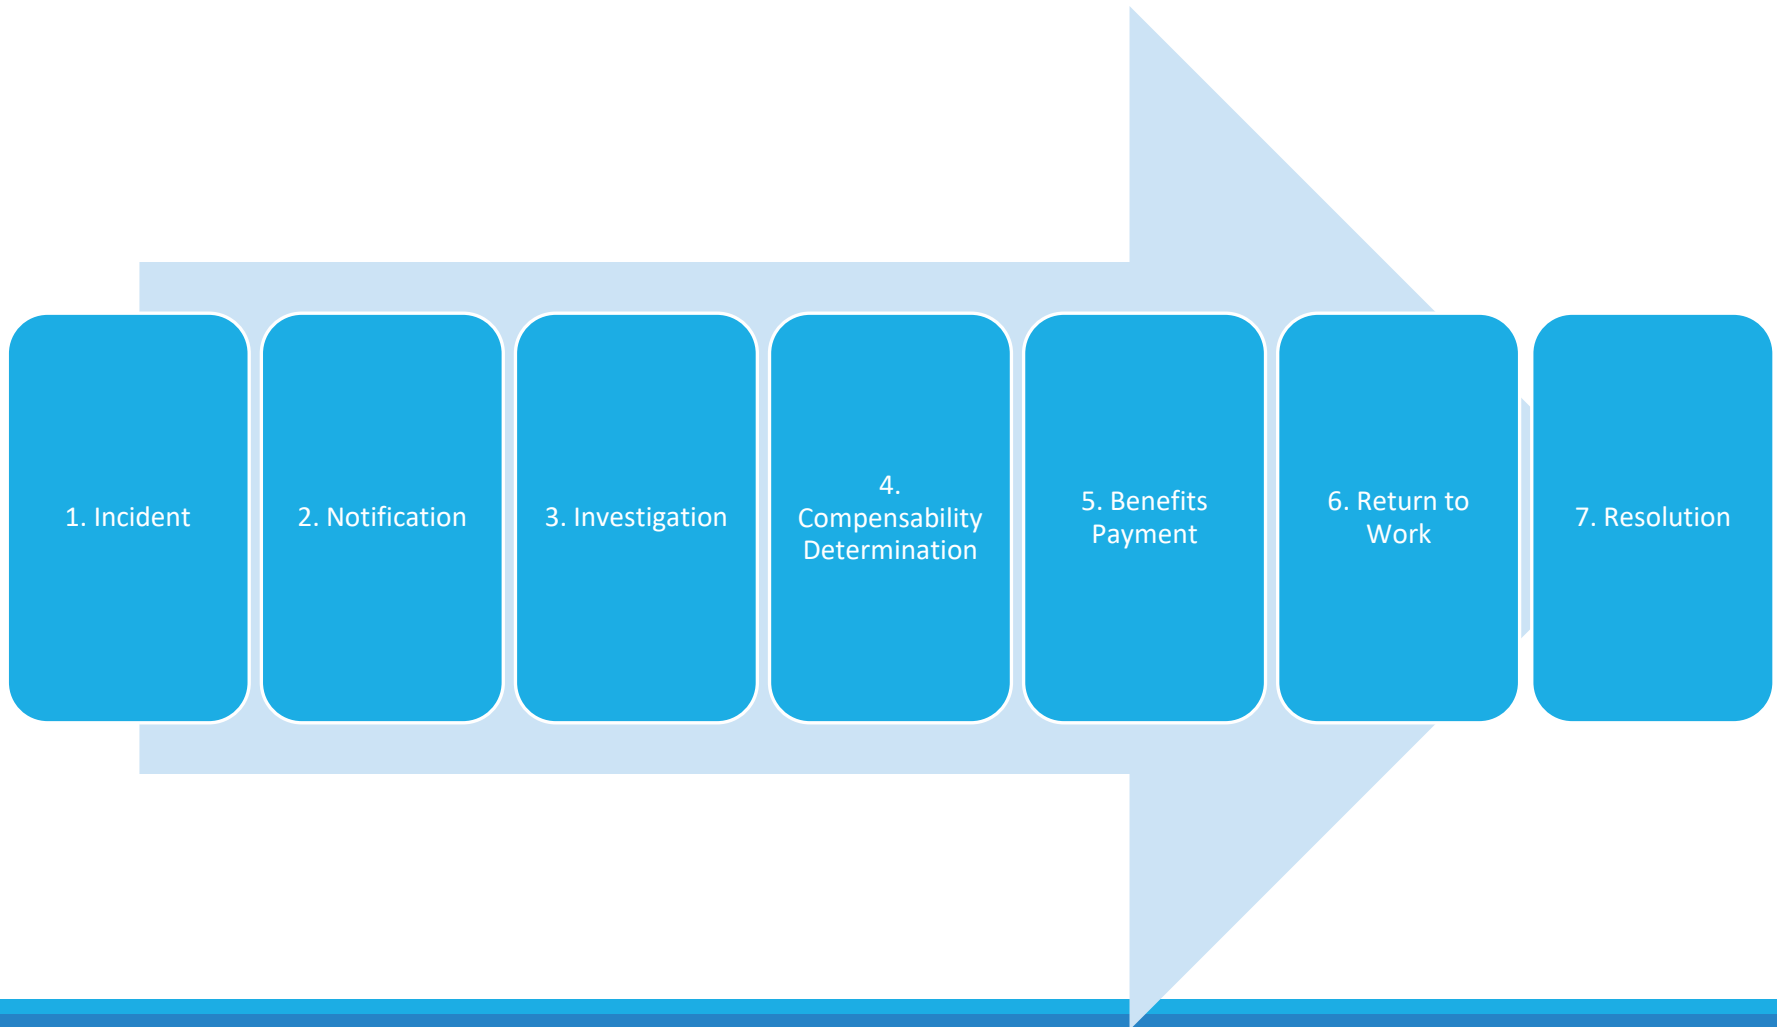 1. Incident
2. Notification
3. Investigation
4.
Compensability
Determination
5. Benefits
Payment
6. Return to
Work
7. Resolution